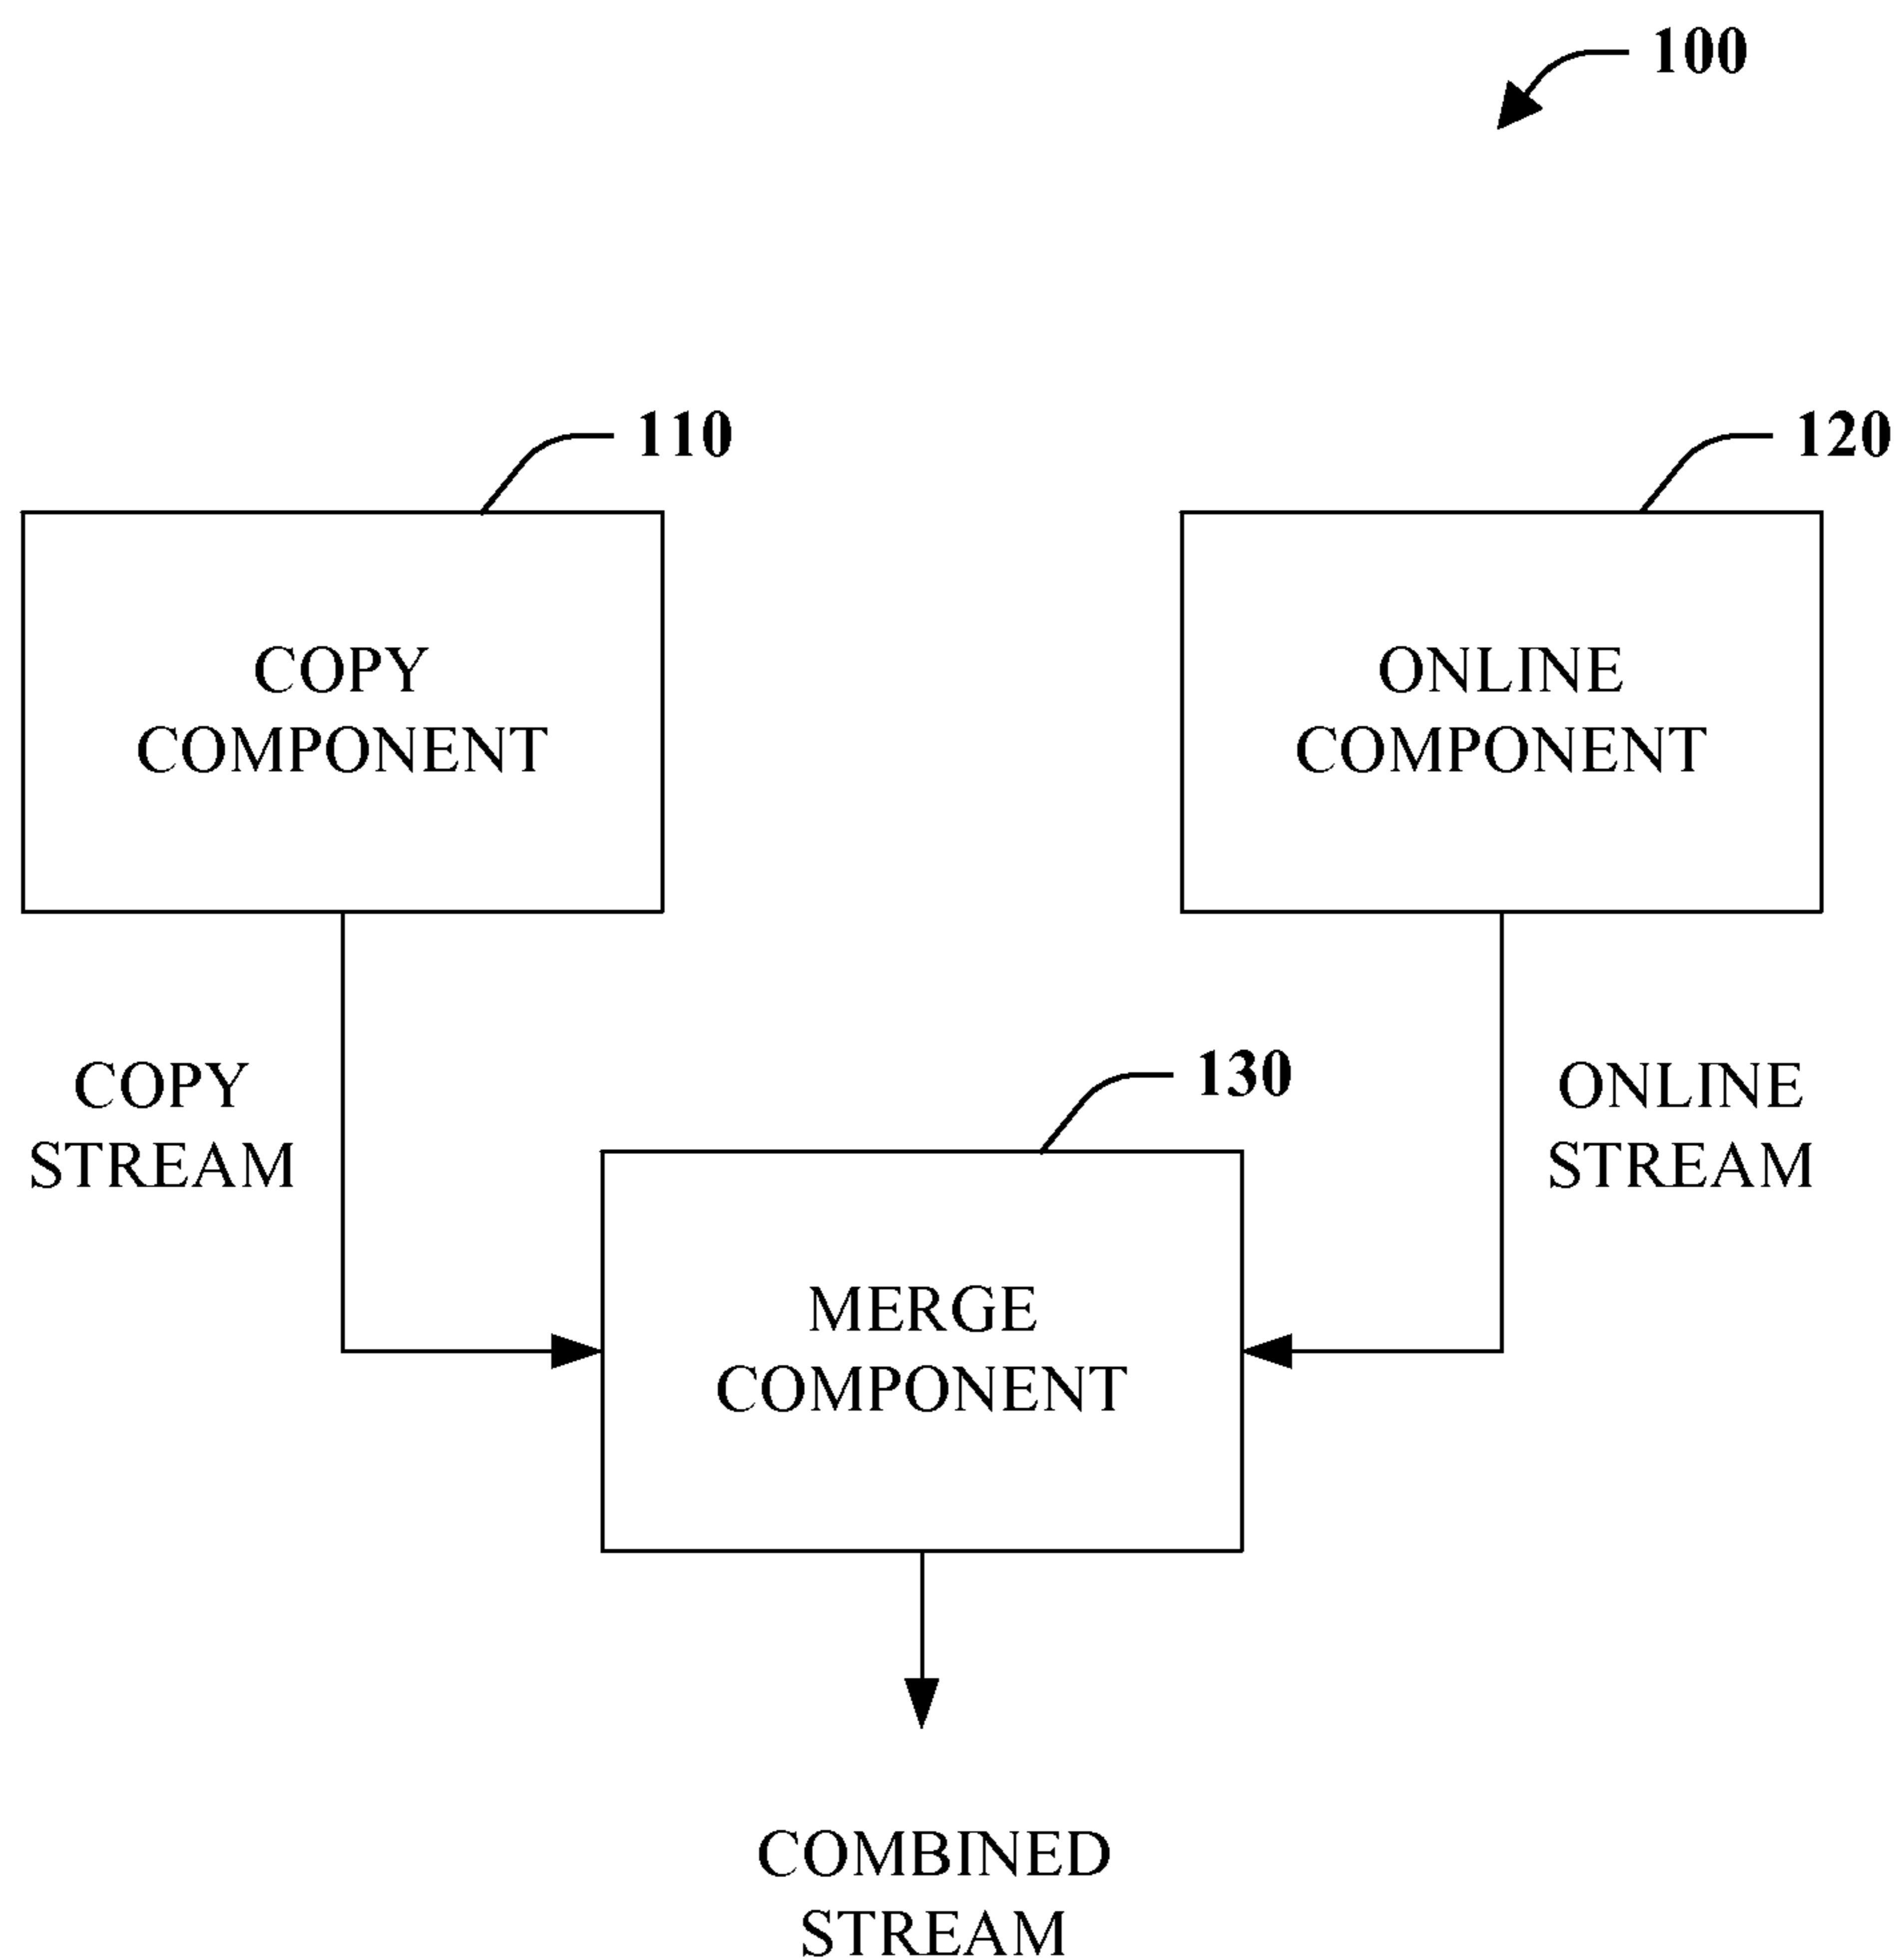 100
110
120
COPY
COMPONENT
ONLINE
COMPONENT
COPY
STREAM
130
ONLINE
STREAM
MERGE
COMPONENT
COMBINED
STREAM